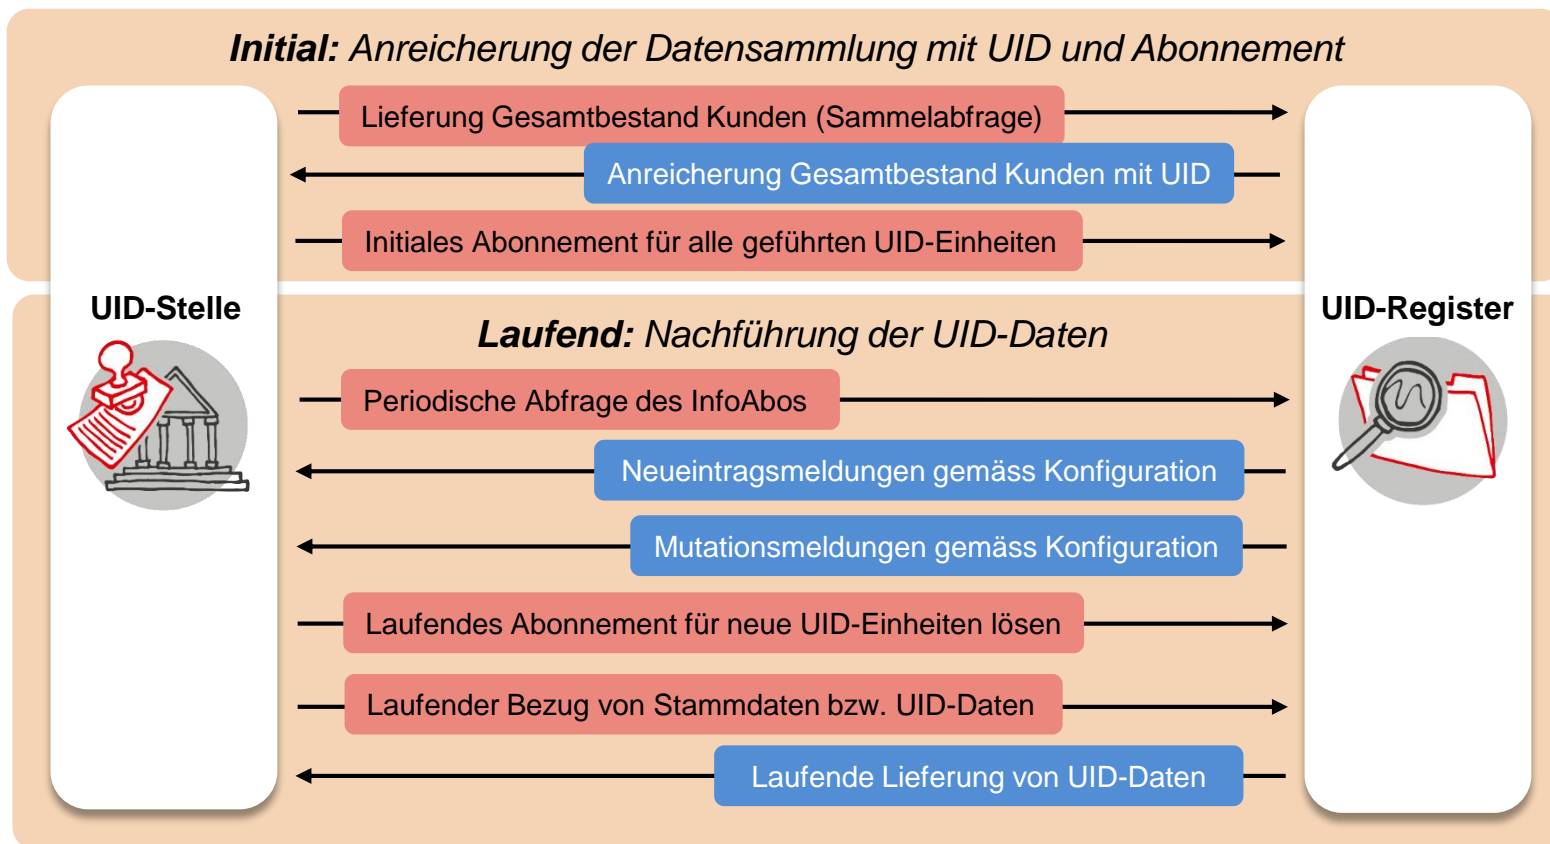 Initial: Anreicherung der Datensammlung mit UID und Abonnement
Lieferung Gesamtbestand Kunden (Sammelabfrage)
Anreicherung Gesamtbestand Kunden mit UID
Initiales Abonnement für alle geführten UID-Einheiten
UID-Stelle
UID-Register
Laufend: Nachführung der UID-Daten
Periodische Abfrage des InfoAbos
Neueintragsmeldungen gemäss Konfiguration
Mutationsmeldungen gemäss Konfiguration
Laufendes Abonnement für neue UID-Einheiten lösen
Laufender Bezug von Stammdaten bzw. UID-Daten
Laufende Lieferung von UID-Daten